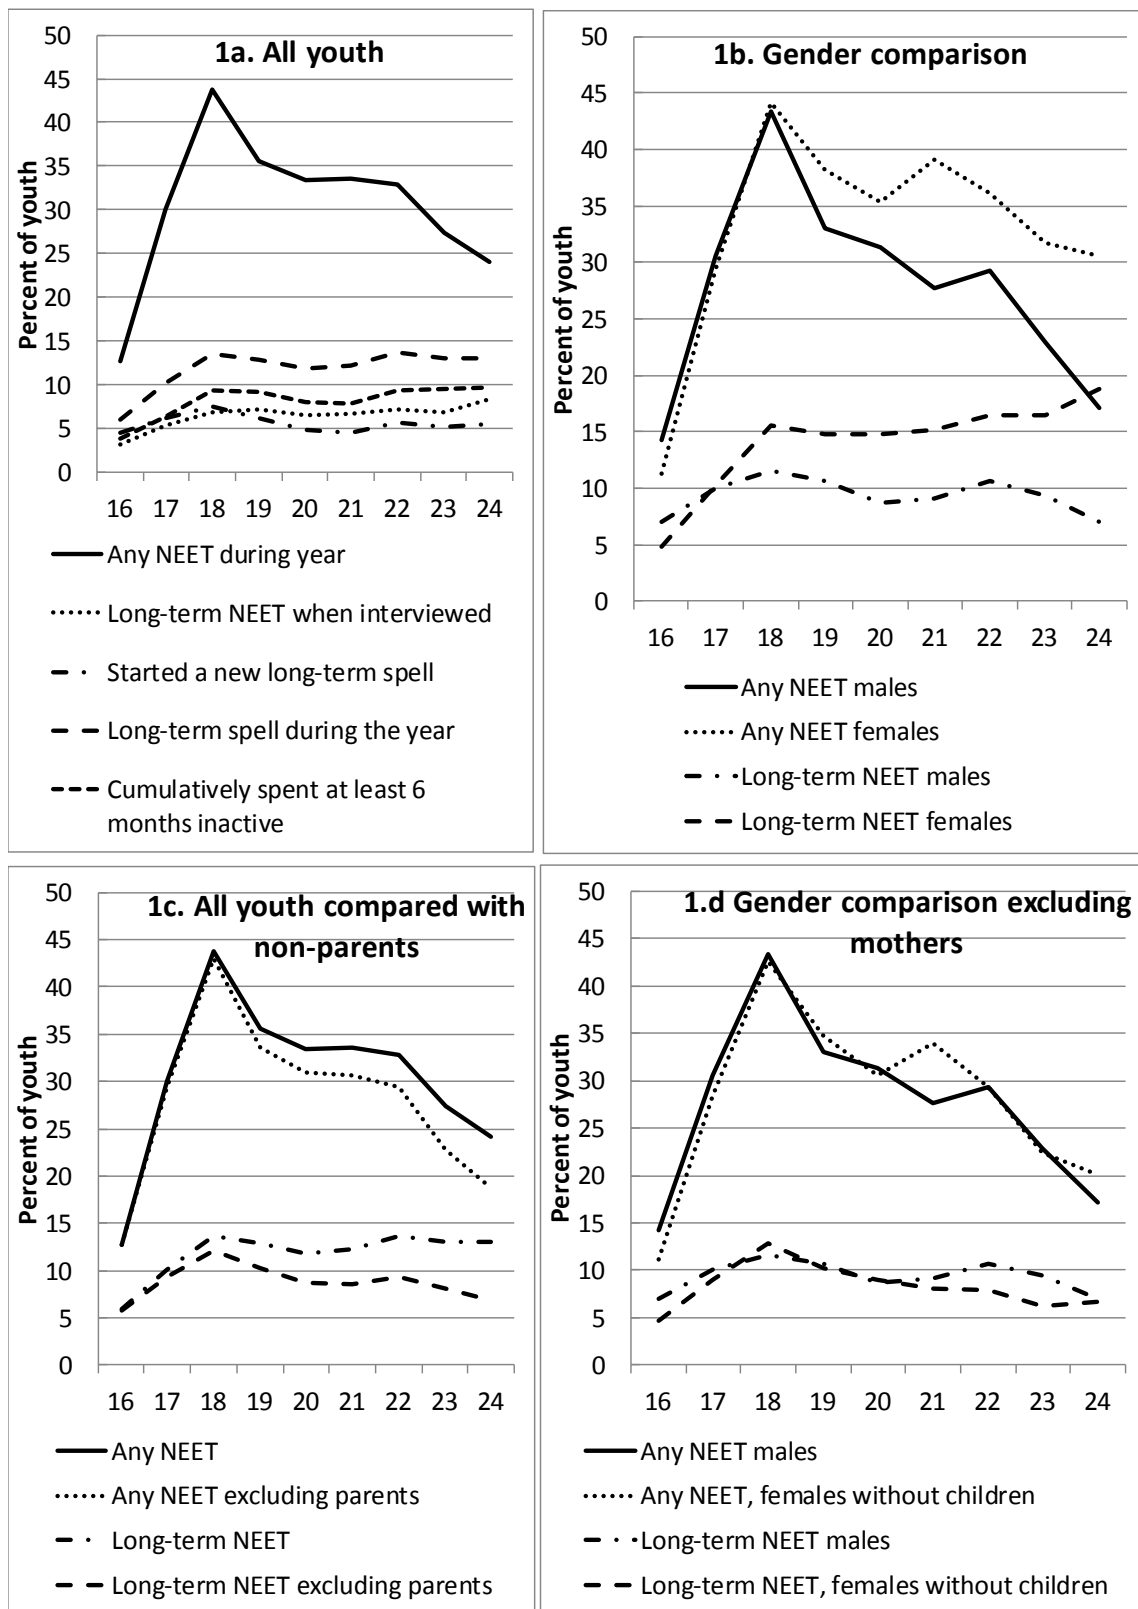 1a. All youth
Percent of youth
50
45
40
35
30
25
20
15
10
5
0
16 17 18 19 20 21 22 23 24
Any NEET during year
Long-term NEET when interviewed
Started a new long-term spell
Long-term spell during the year
Cumulatively spent at least 6
months inactive
1b. Gender comparison
Percent of youth
50
45
40
35
30
25
20
15
10
5
0
16 17 18 19 20 21 22 23 24
Any NEET males
Any NEET females
Long-term NEET males
Long-term NEET females
1c. All youth compared with
non-parents
Percent of youth
50
45
40
35
30
25
20
15
10
5
0
16 17 18 19 20 21 22 23 24
Any NEET
Any NEET excluding parents
Long-term NEET
Long-term NEET excluding parents
1.d Gender comparison excluding
mothers
Percent of youth
50
45
40
35
30
25
20
15
10
5
0
16 17 18 19 20 21 22 23 24
Any NEET males
Any NEET, females without children
Long-term NEET males
Long-term NEET, females without children